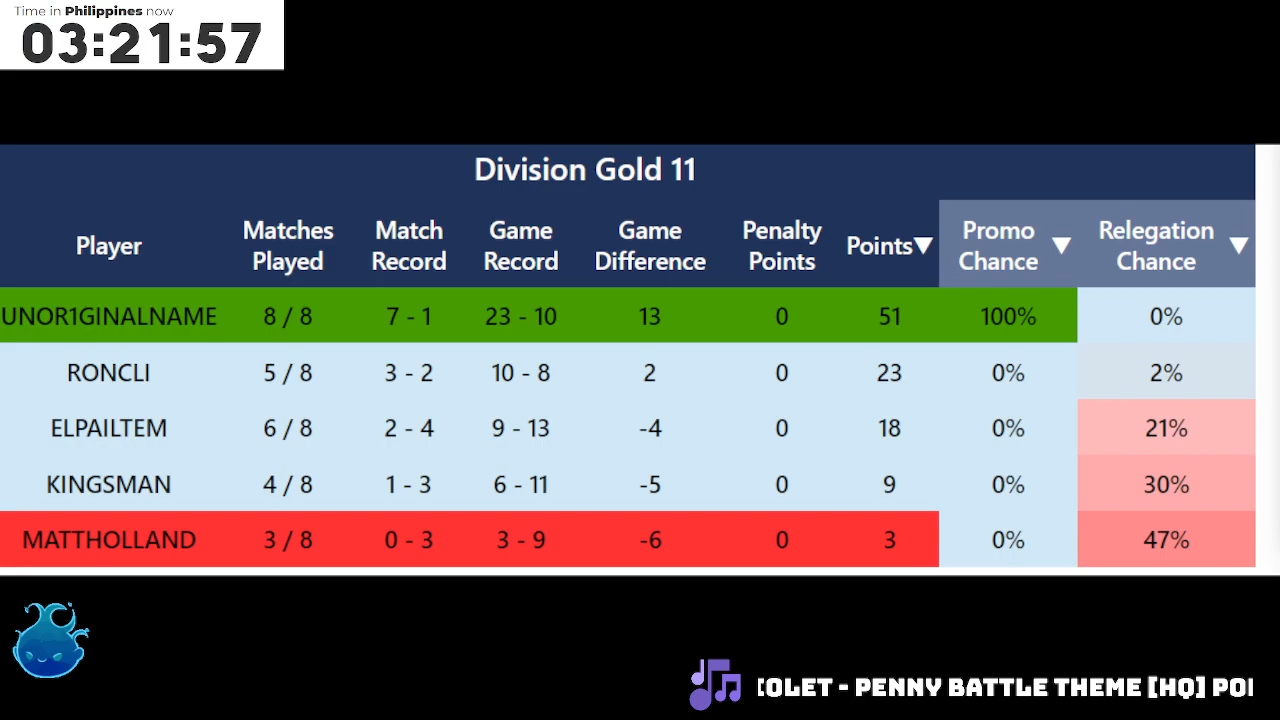 Time in Philippines now
03:21:57
Division Gold 11
Player Matches Played Match Record Game Record Game Difference Penalty Points Points▼ Promo Chance ▼ Relegation Chance ▼
UNOR1GINALNAME 8 / 8 7 - 1 23 - 10 13 0 51 100% 0%
RONCLI 5 / 8 3 - 2 10 - 8 2 0 23 0% 2%
ELPAILTEM 6 / 8 2 - 4 9 - 13 -4 0 18 0% 21%
KINGSMAN 4 / 8 1 - 3 6 - 11 -5 0 9 0% 30%
MATTHOLLAND 3 / 8 0 - 3 3 - 9 -6 0 3 0% 47%
OLET - PENNY BATTLE THEME [HQ] PO